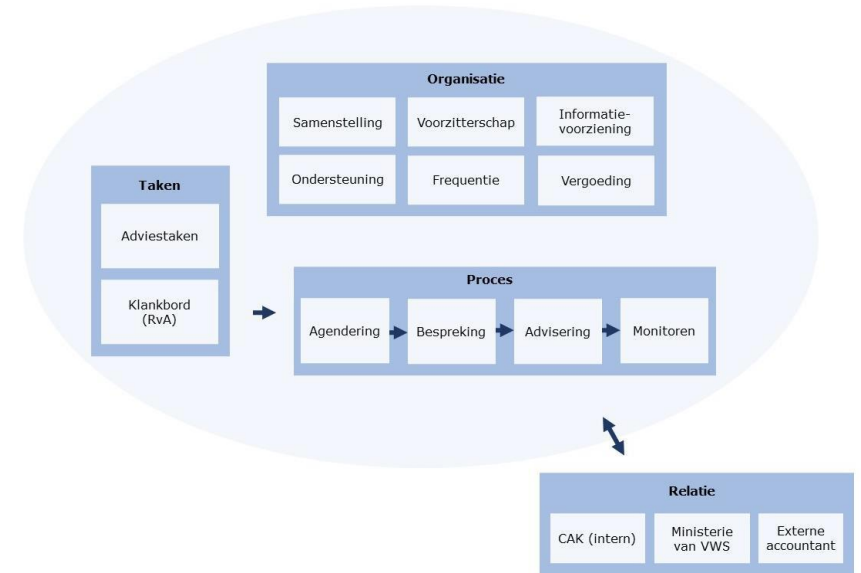 Organisatie
Samenstelling
Voorzitterschap
Informatie-
voorziening
Ondersteuning
Frequentie
Vergoeding
Taken
Adviestaken
Klankbord
(RvA)
Proces
Agendering
Bespreking
Advisering
Monitoren
Relatie
CAK (intern)
Ministerie
van VWS
Externe
accountant